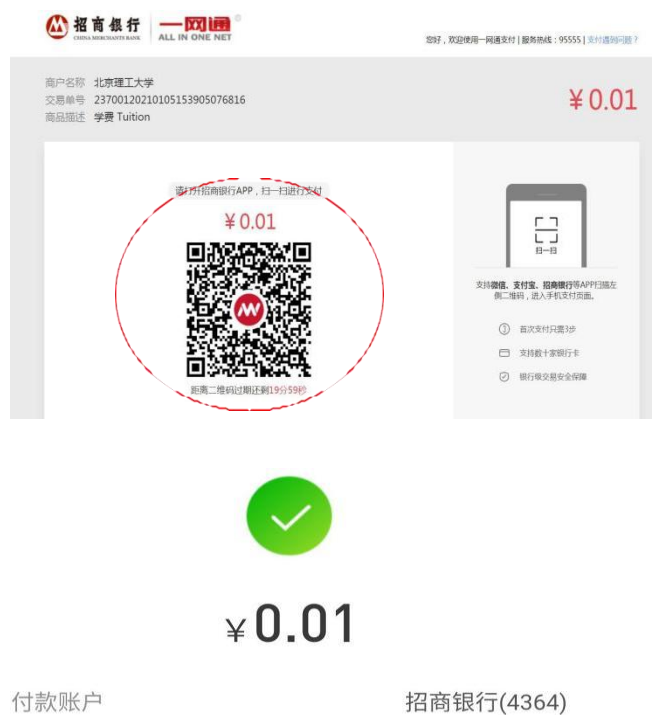 招商银行
CHINA MERCHANTS BANK
一网通
ALL IN ONE NET
您好，欢迎使用一网通支付 | 服务热线：95555 | 支付遇到问题？
商户名称 北京理工大学
交易单号 23700120210105153905076816
商品描述 学费 Tuition
¥ 0.01
请打开招商银行APP，扫一扫进行支付
¥ 0.01
距离二维码过期还剩19分59秒
扫一扫
支持微信、支付宝、招商银行等APP扫描左
侧二维码，进入手机支付页面。
首次支付只需3步
支持数十家银行卡
银行级交易安全保障
¥0.01
付款账户 招商银行(4364)